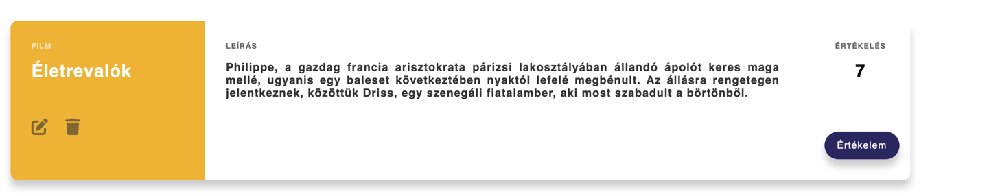 FILM
Életrevalók
LEÍRÁS
Philippe, a gazdag francia arisztokrata párizsi lakosztályában állandó ápolót keres maga
mellé, ugyanis egy baleset következtében nyaktól lefelé megbénult. Az állásra rengetegen
jelentkeznek, közöttük Driss, egy szenegáli fiatalamber, aki most szabadult a börtönből.
ÉRTÉKELÉS
7
Értékelem